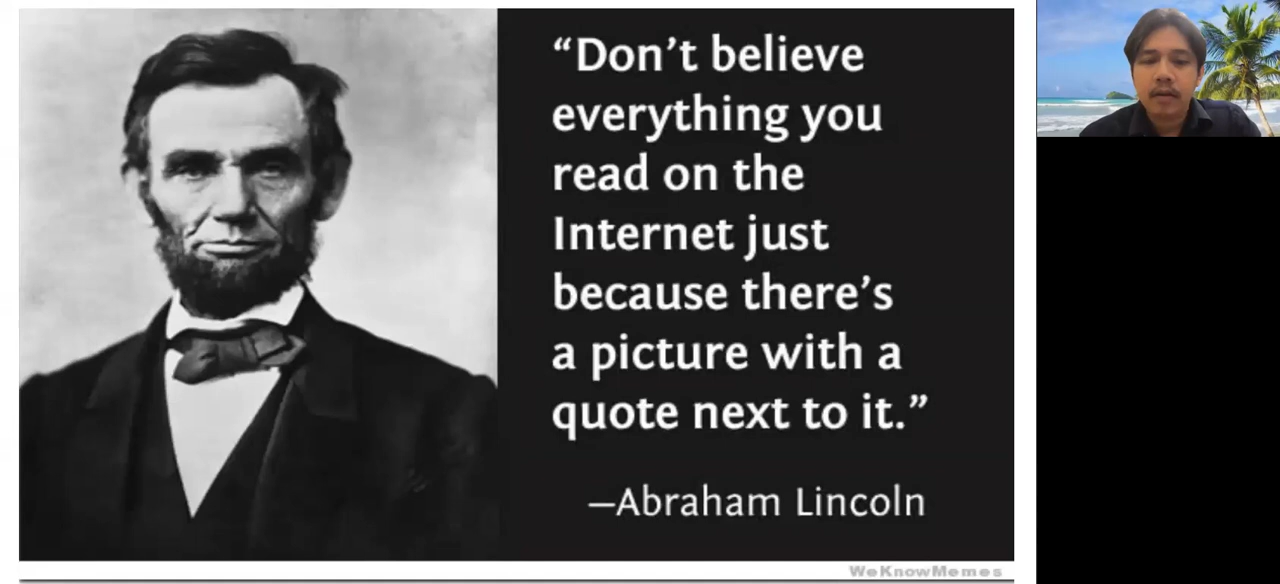 “Don’t believe
everything you
read on the
Internet just
because there’s
a picture with a
quote next to it.”
—Abraham Lincoln
WeKnowMemes